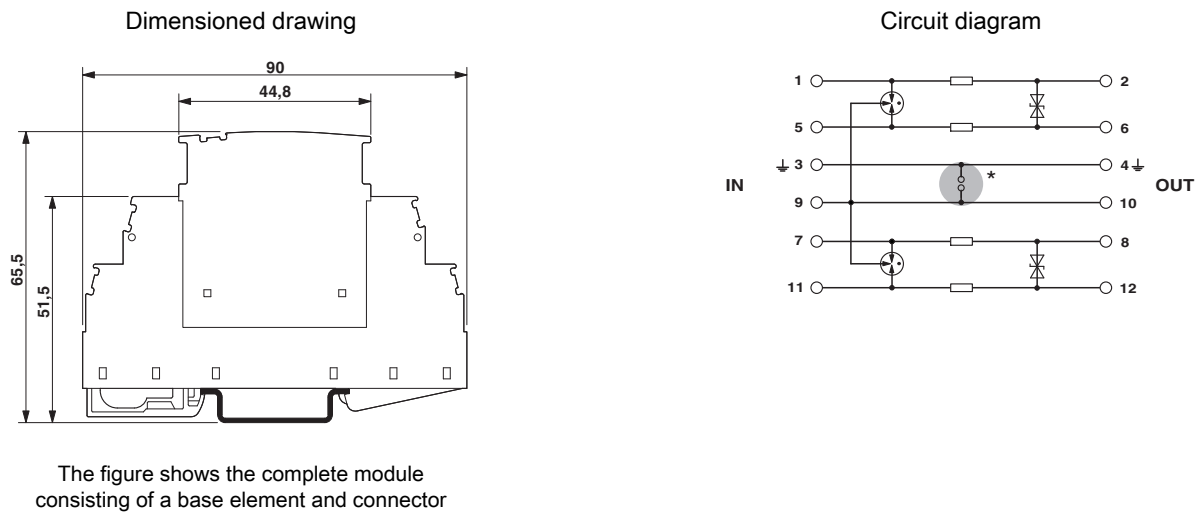 Dimensioned drawing
Circuit diagram
90
44,8
65,5
51,5
1
2
5
6
3
4
*
IN
OUT
9
10
7
8
11
12
The figure shows the complete module
consisting of a base element and connector